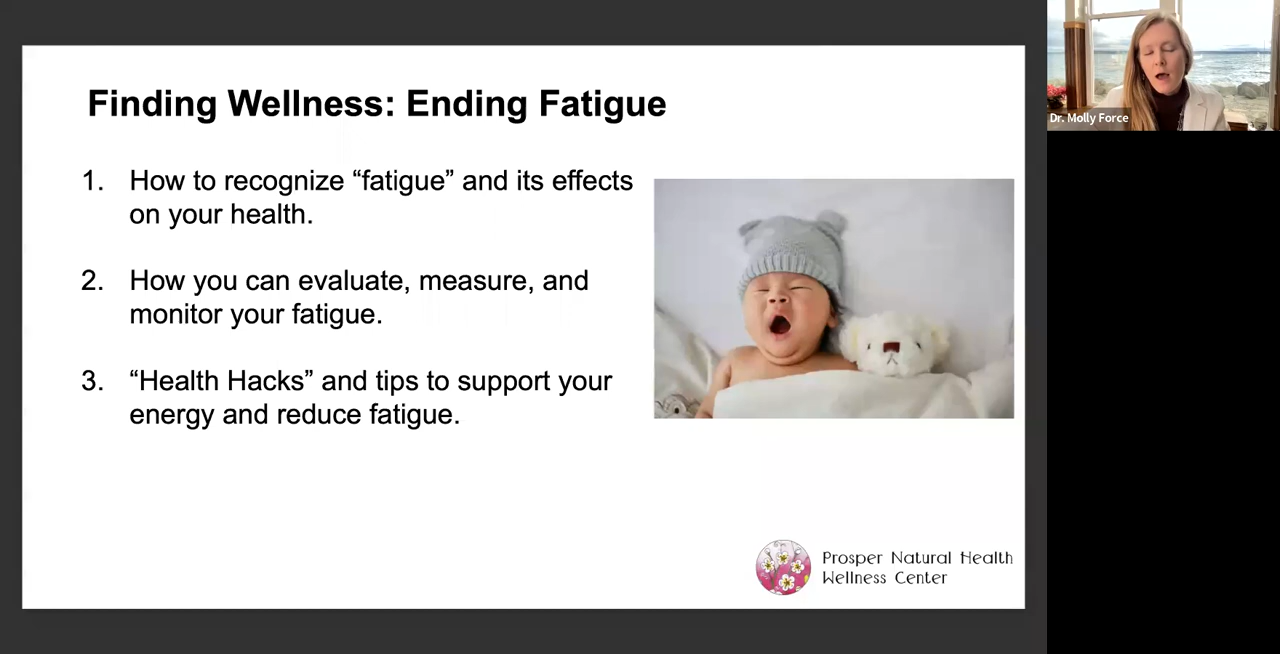 Finding Wellness: Ending Fatigue
1. How to recognize “fatigue” and its effects
on your health.
2. How you can evaluate, measure, and
monitor your fatigue.
3. “Health Hacks” and tips to support your
energy and reduce fatigue.
Prosper Natural Health
Wellness Center
Dr. Molly Force